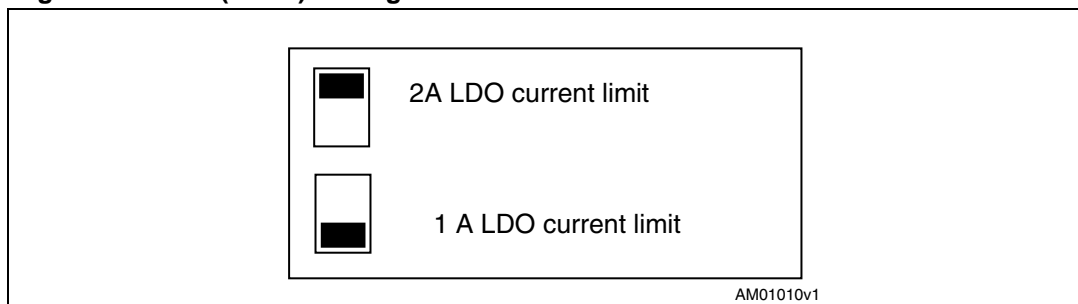 2A LDO current limit
1 A LDO current limit
AM01010v1